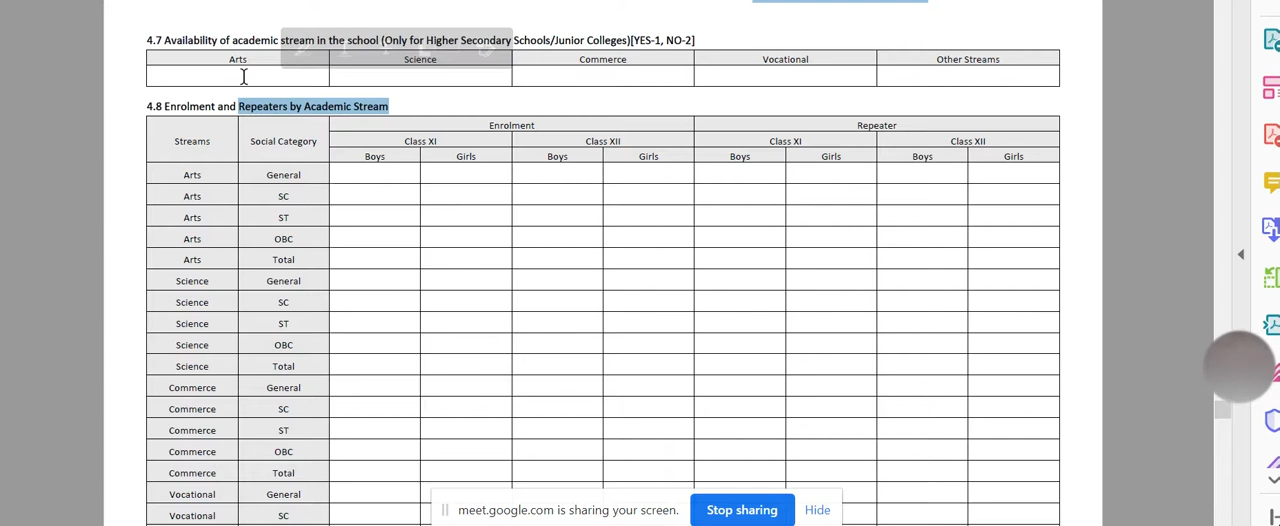 4.7 Availability of academic stream in the school (Only for Higher Secondary Schools/Junior Colleges)[YES-1, NO-2]
Arts Science Commerce Vocational Other Streams
4.8 Enrolment and Repeaters by Academic Stream
Streams Social Category Enrolment Repeater
Class XI Class XII Class XI Class XII
Boys Girls Boys Girls Boys Girls Boys Girls
Arts General
Arts SC
Arts ST
Arts OBC
Arts Total
Science General
Science SC
Science ST
Science OBC
Science Total
Commerce General
Commerce SC
Commerce ST
Commerce OBC
Commerce Total
Vocational General
Vocational SC
meet.google.com is sharing your screen. Stop sharing Hide